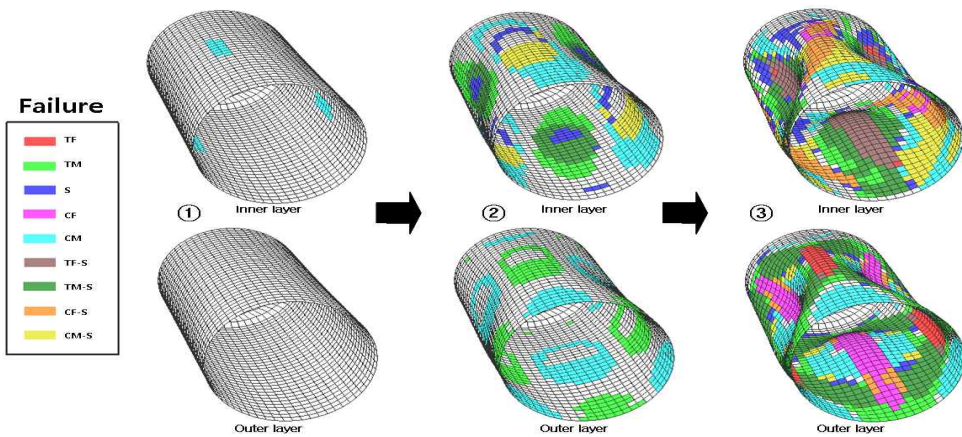 Failure
TF
TM
S
CF
CM
TF-S
TM-S
CF-S
CM-S
① Inner layer
② Inner layer
③ Inner layer
Outer layer
Outer layer
Outer layer